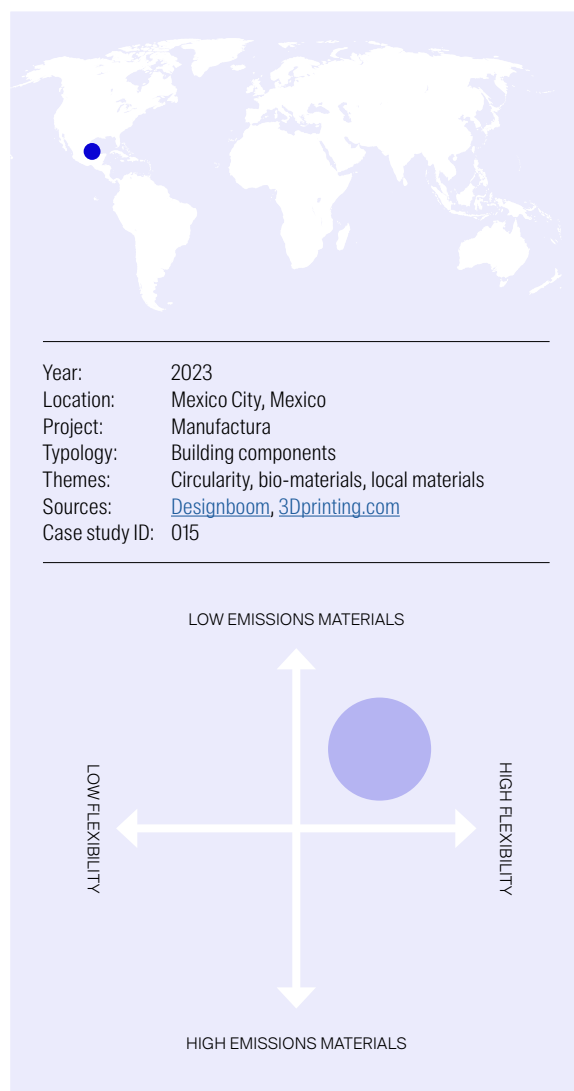 Year: 2023
Location: Mexico City, Mexico
Project: Manufactura
Typology: Building components
Themes: Circularity, bio-materials, local materials
Sources: Designboom, 3Dprinting.com
Case study ID: 015
LOW EMISSIONS MATERIALS
LOW FLEXIBILITY
HIGH FLEXIBILITY
HIGH EMISSIONS MATERIALS